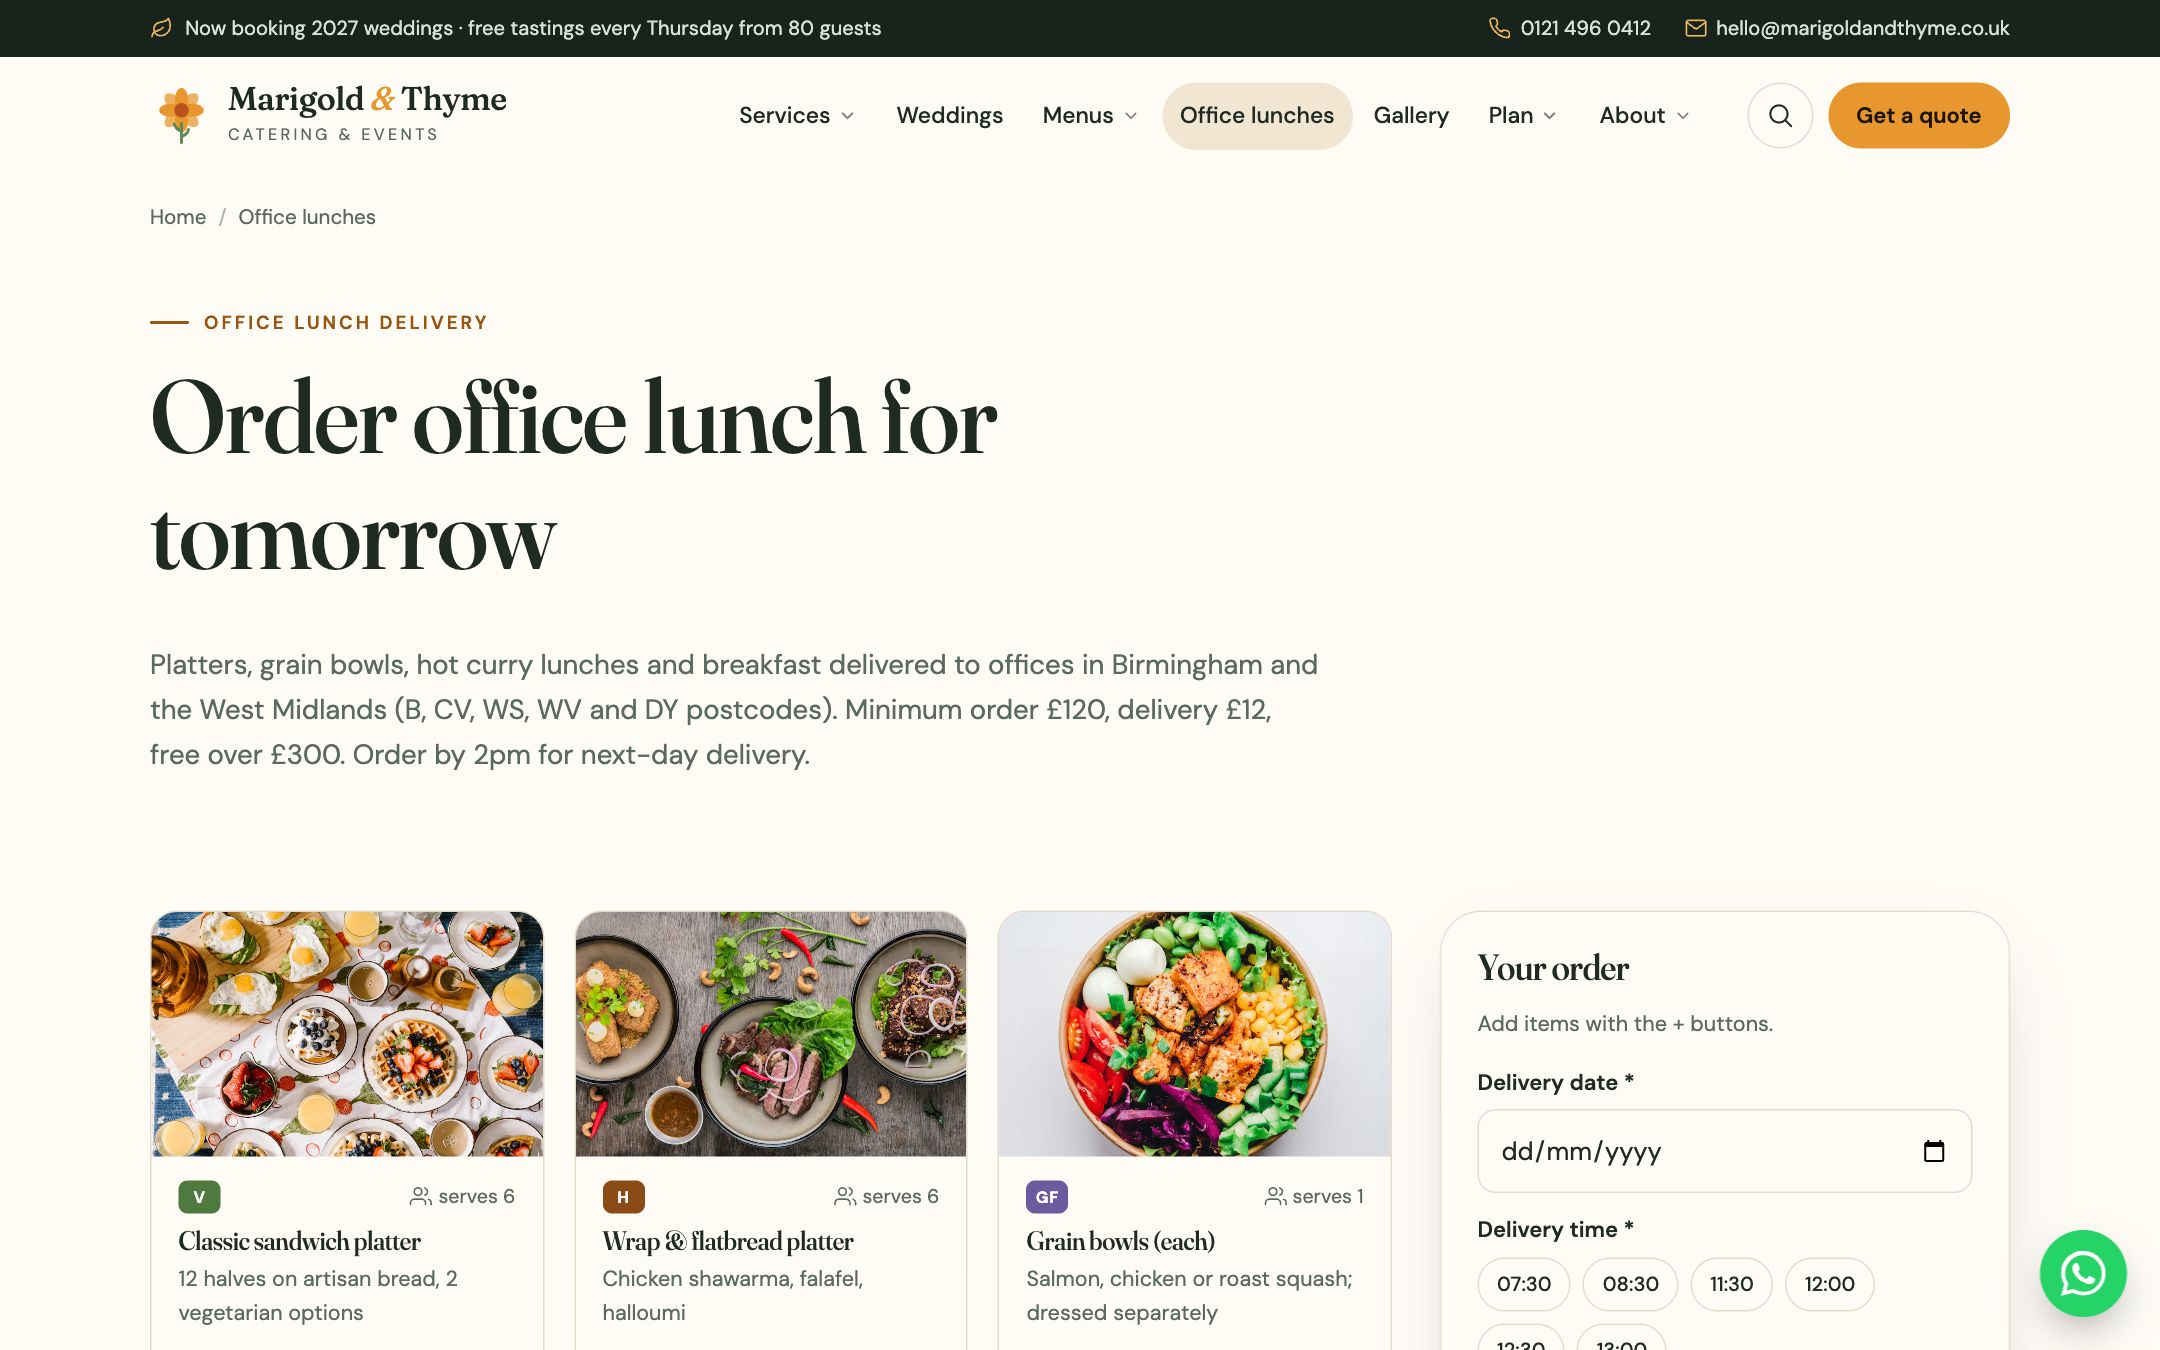 Now booking 2027 weddings · free tastings every Thursday from 80 guests
0121 496 0412
hello@marigoldandthyme.co.uk
Marigold & Thyme
CATERING & EVENTS
Services
Weddings
Menus
Office lunches
Gallery
Plan
About
Get a quote
Home / Office lunches
OFFICE LUNCH DELIVERY
Order office lunch for
tomorrow
Platters, grain bowls, hot curry lunches and breakfast delivered to offices in Birmingham and
the West Midlands (B, CV, WS, WV and DY postcodes). Minimum order £120, delivery £12,
free over £300. Order by 2pm for next-day delivery.
V
serves 6
Classic sandwich platter
12 halves on artisan bread, 2
vegetarian options
H
serves 6
Wrap & flatbread platter
Chicken shawarma, falafel,
halloumi
GF
serves 1
Grain bowls (each)
Salmon, chicken or roast squash;
dressed separately
Your order
Add items with the + buttons.
Delivery date *
dd/mm/yyyy
Delivery time *
07:30
08:30
11:30
12:00
12:30
13:00